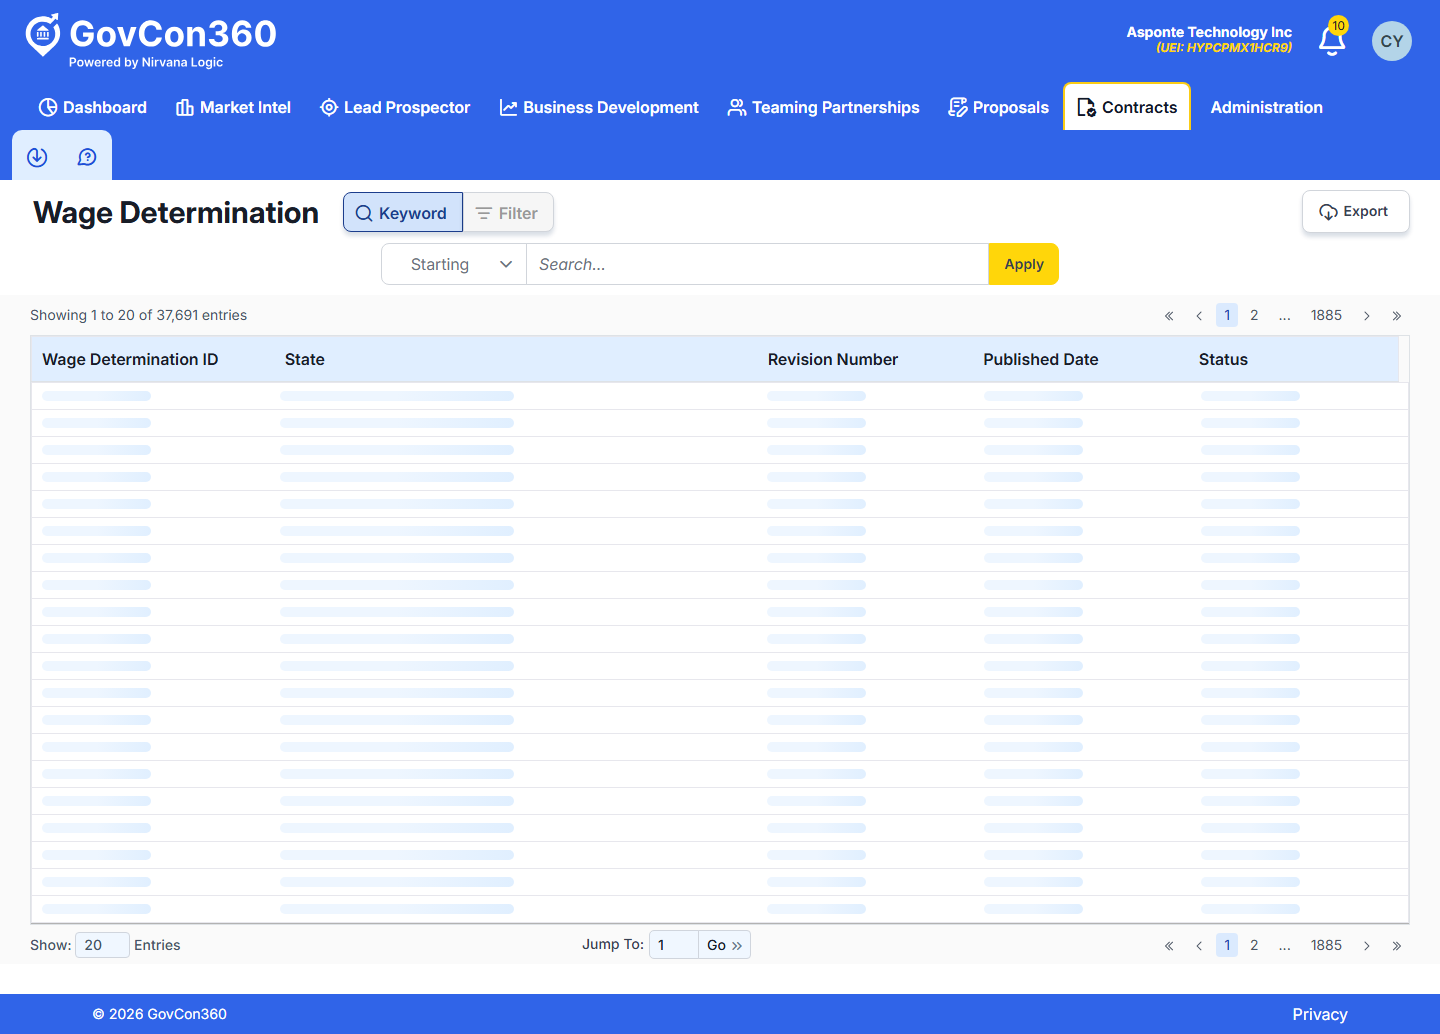 GovCon360
Powered by Nirvana Logic
Asponte Technology Inc
(UEI: HYPCPMX1HCR9)
10
CY
Dashboard
Market Intel
Lead Prospector
Business Development
Teaming Partnerships
Proposals
Contracts
Administration
Wage Determination
Keyword
Filter
Export
Starting
Search...
Apply
Showing 1 to 20 of 37,691 entries
« ‹ 1 2 ... 1885 › »
Wage Determination ID
State
Revision Number
Published Date
Status
Show: 20 Entries
Jump To: 1 Go »
« ‹ 1 2 ... 1885 › »
© 2026 GovCon360
Privacy